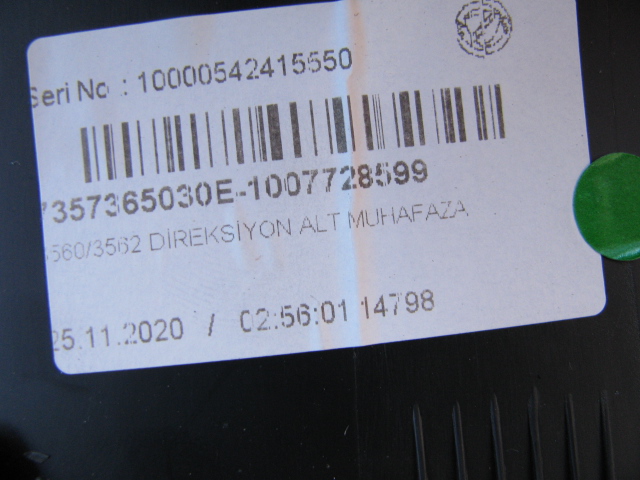 Seri No : 10000542415550
7357365030E-1007728599
3560/3562 DİREKSİYON ALT MUHAFAZA
25.11.2020 / 02:56:01 14798